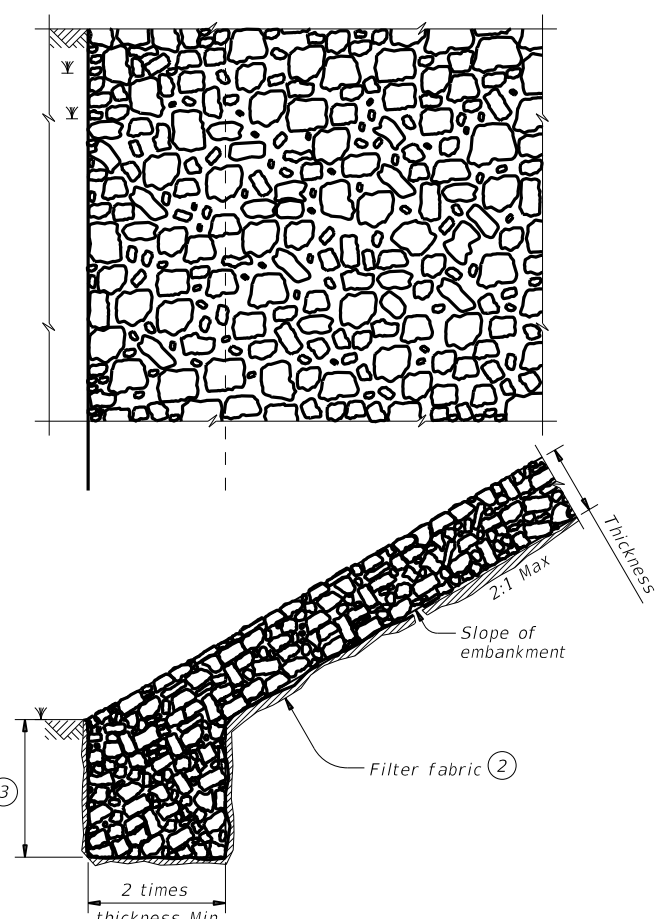 Thickness
2:1 Max
Slope of
embankment
Filter fabric 2
3
2 times
thickness Min